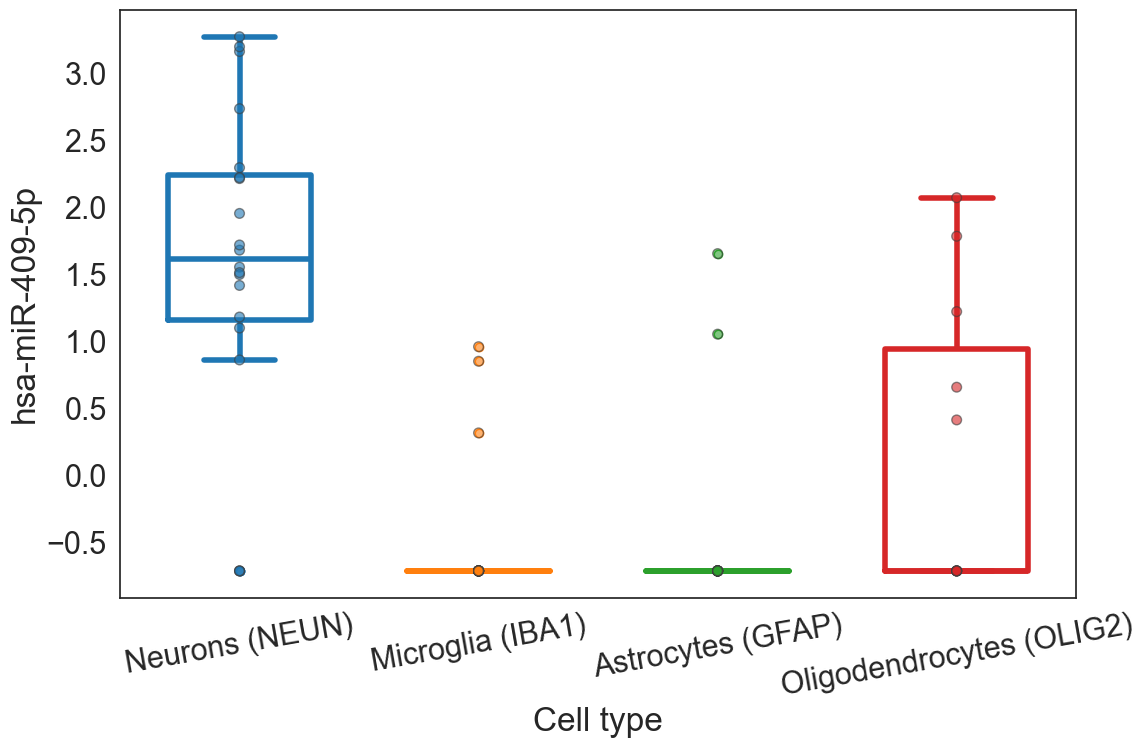 hsa-miR-409-5p
3.0
2.5
2.0
1.5
1.0
0.5
0.0
−0.5
Neurons (NEUN)
Microglia (IBA1)
Astrocytes (GFAP)
Oligodendrocytes (OLIG2)
Cell type